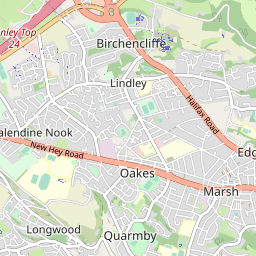 nley Top
24
Birchencliffe
Lindley
Halifax Road
alendine Nook
New Hey Road
Edg
Oakes
Marsh
Longwood
Quarmby